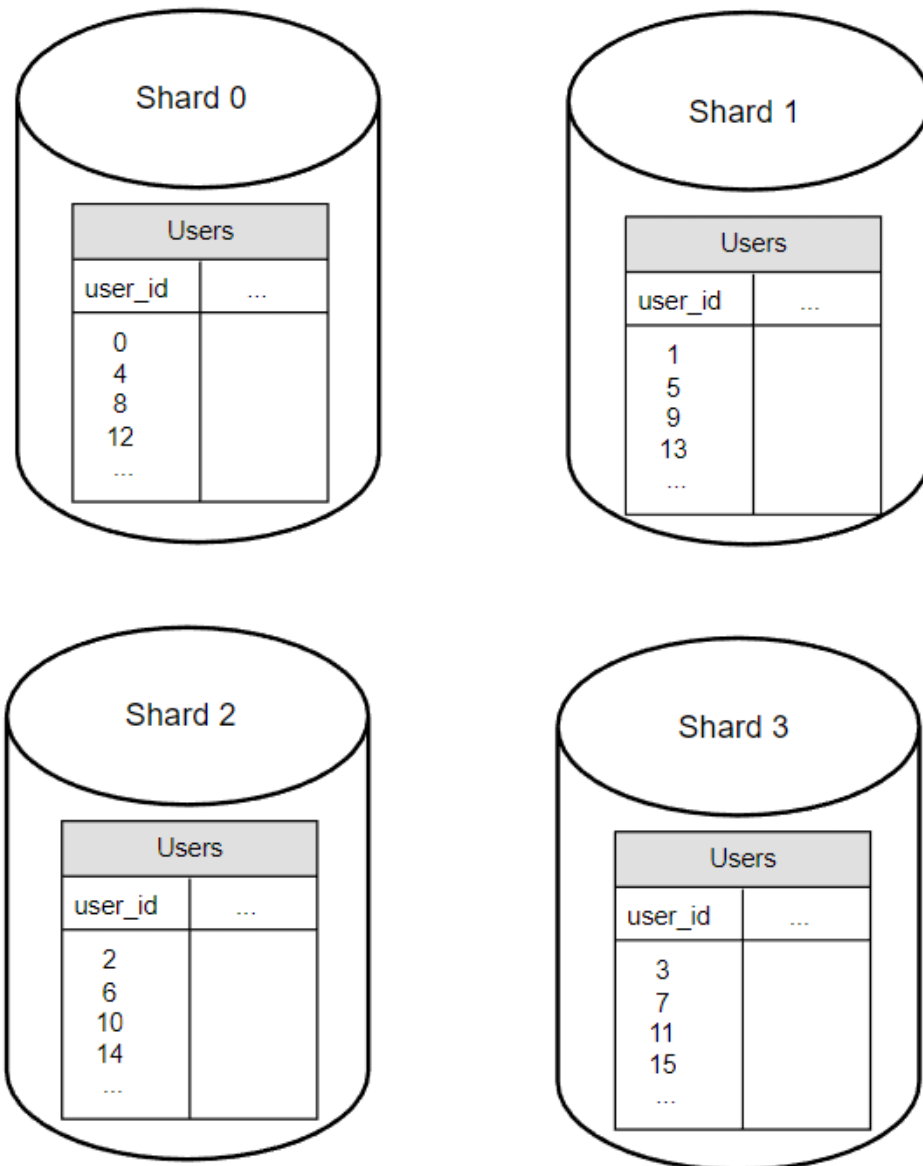 Shard 0
Users
user_id ...
0
4
8
12
...
Shard 1
Users
user_id ...
1
5
9
13
...
Shard 2
Users
user_id ...
2
6
10
14
...
Shard 3
Users
user_id ...
3
7
11
15
...